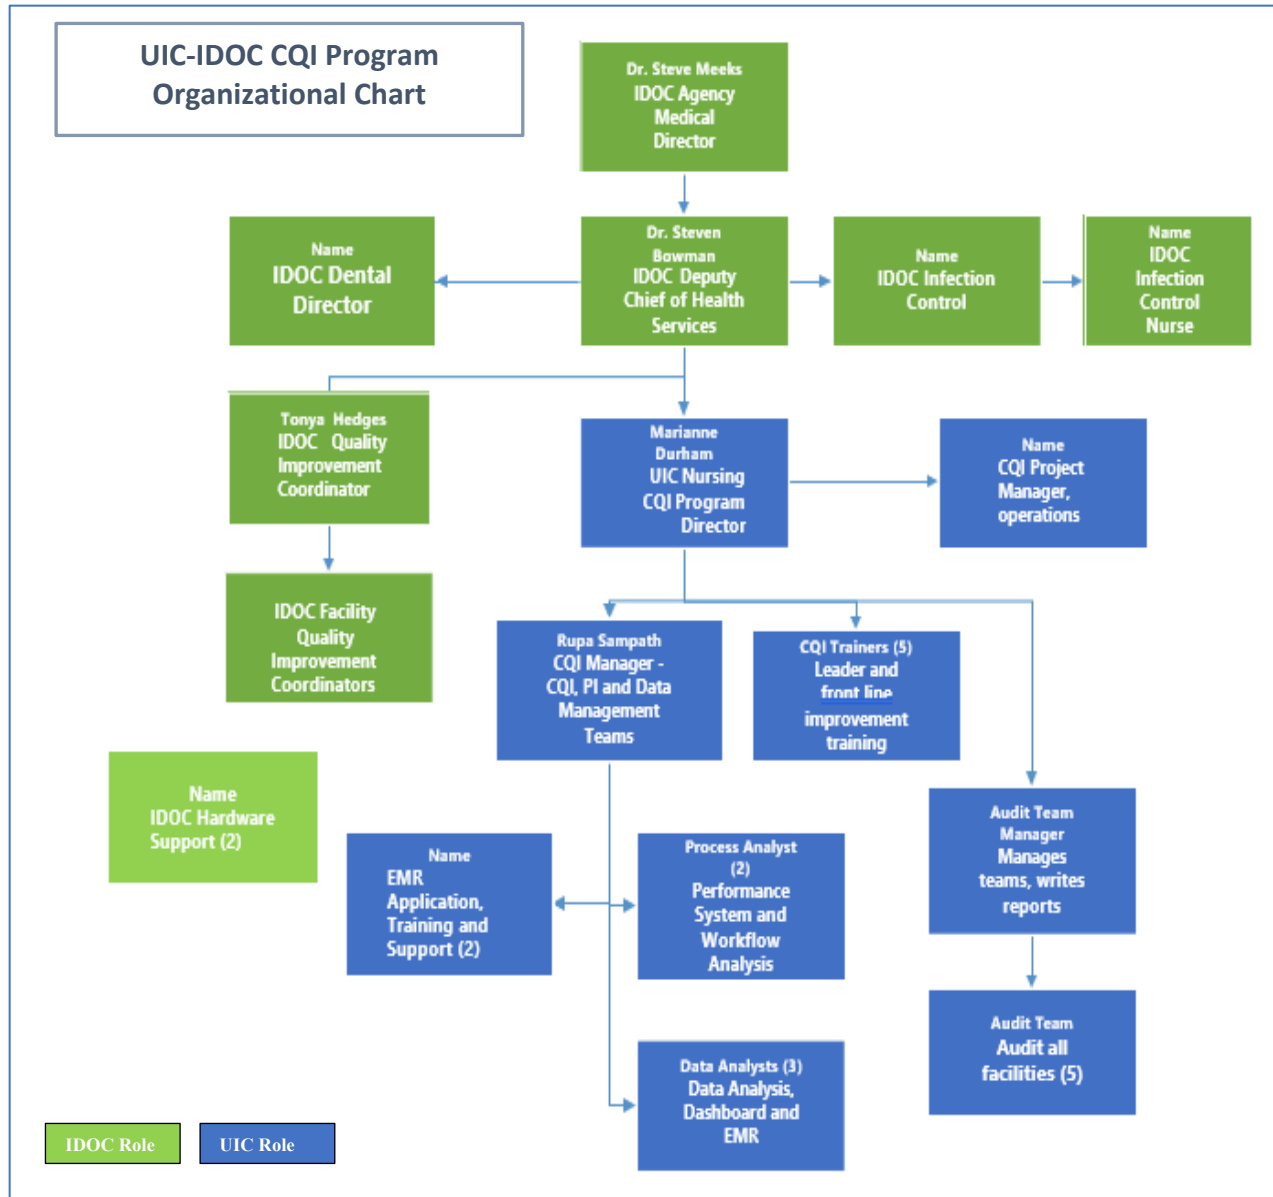 UIC-IDOC CQI Program
Organizational Chart
Dr. Steve Meeks
IDOC Agency
Medical
Director
Name
IDOC Dental
Director
Dr. Steven
Bowman
IDOC Deputy
Chief of Health
Services
Name
IDOC Infection
Control
Name
IDOC
Infection
Control
Nurse
Tonya Hedges
IDOC Quality
Improvement
Coordinator
Marianne
Durham
UIC Nursing
CQI Program
Director
Name
CQI Project
Manager,
operations
IDOC Facility
Quality
Improvement
Coordinators
Rupa Sampath
CQI Manager -
CQI, PI and Data
Management
Teams
CQI Trainers (5)
Leader and
front line
improvement
training
Name
IDOC Hardware
Support (2)
Name
EMR
Application,
Training and
Support (2)
Process Analyst
(2)
Performance
System and
Workflow
Analysis
Audit Team
Manager
Manages
teams, writes
reports
Data Analysts (3)
Data Analysis,
Dashboard and
EMR
Audit Team
Audit all
facilities (5)
IDOC Role
UIC Role